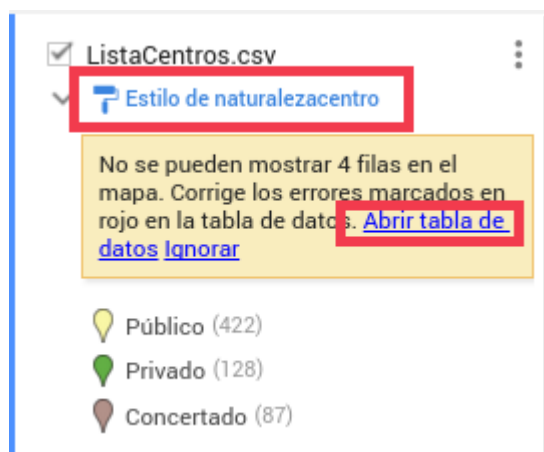 ListaCentros.csv
Estilo de naturalezacentro
No se pueden mostrar 4 filas en el
mapa. Corrige los errores marcados en
rojo en la tabla de datos. Abrir tabla de
datos Ignorar
Público (422)
Privado (128)
Concertado (87)